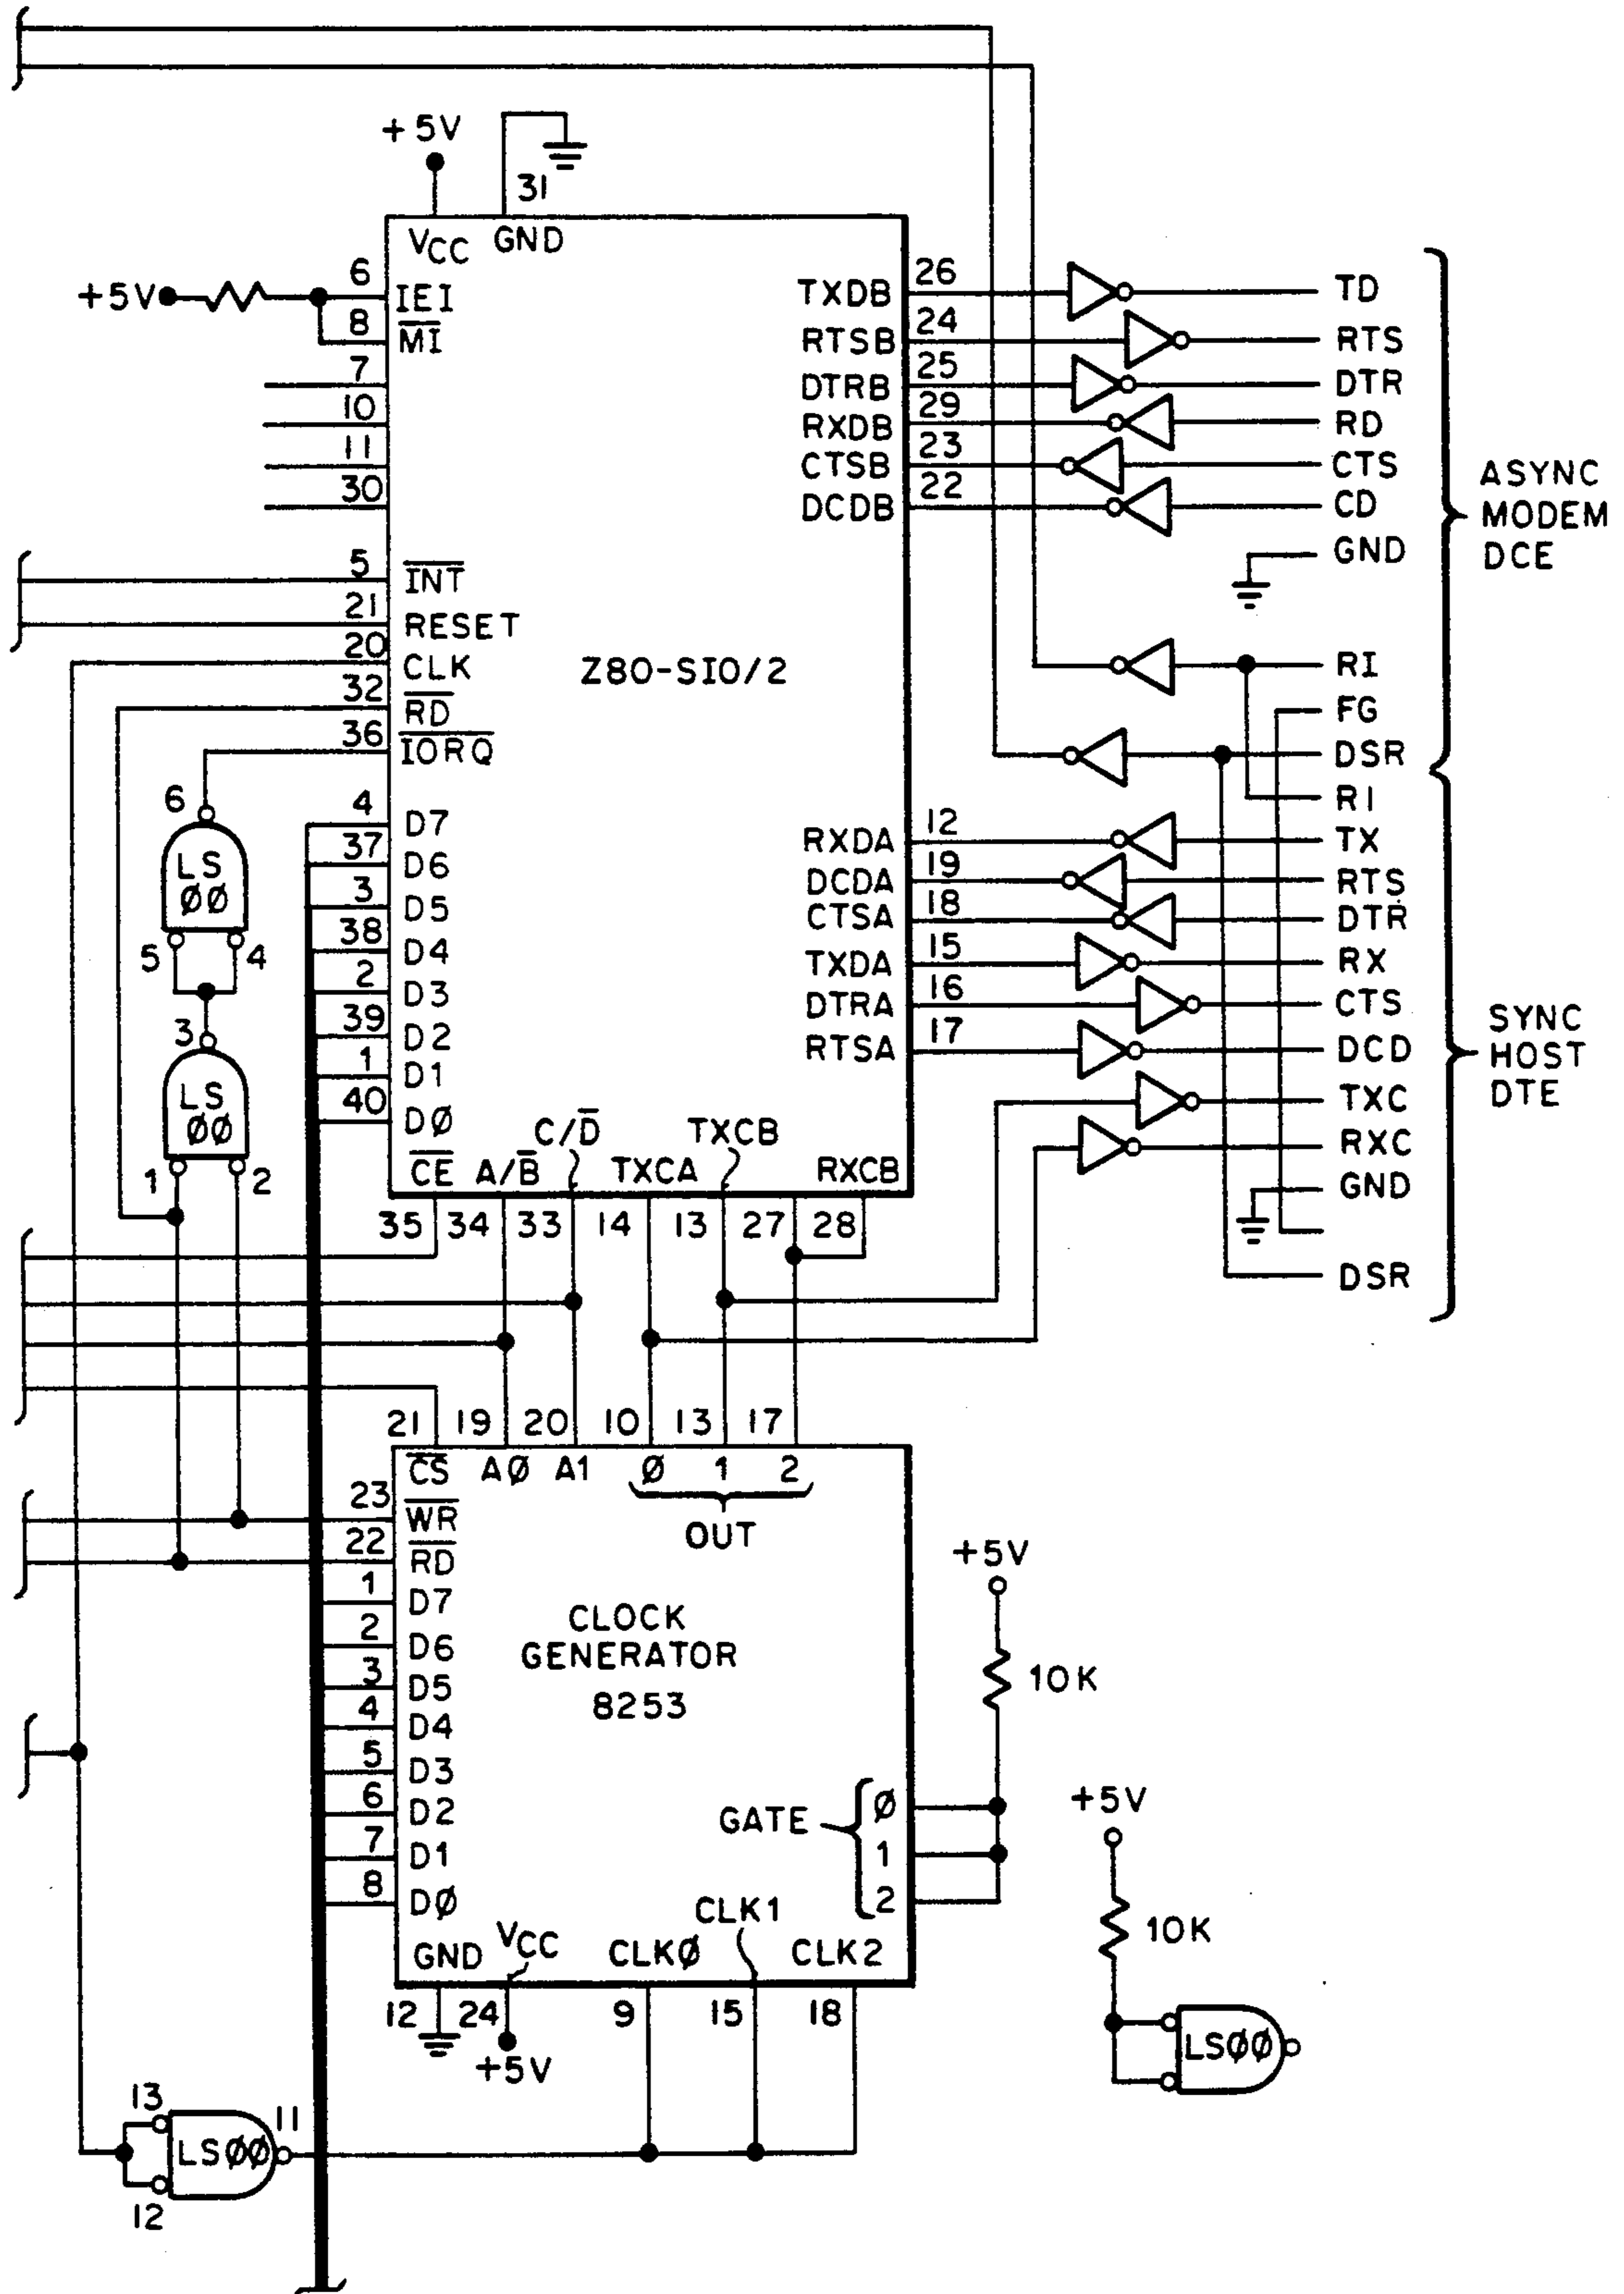 +5V
31
VCC GND
6
+5V IEI
8
MI
7
10
11
30
5
INT
21
RESET
20
CLK
32
RD
36
IORQ
Z80-SIO/2
6
LS
ØØ
5 4
3
LS
ØØ
1 2
4 D7
37 D6
3 D5
38 D4
2 D3
39 D2
1 D1
40 DØ
TXDB 26 TD
RTSB 24 RTS
DTRB 25 DTR
RXDB 29 RD
CTSB 23 CTS
DCDB 22 CD
GND
ASYNC
MODEM
DCE
RI
FG
DSR
RI
RXDA 12 TX
DCDA 19 RTS
CTSA 18 DTR
TXDA 15 RX
DTRA 16 CTS
RTSA 17 DCD
TXC
RXC
GND
DSR
SYNC
HOST
DTE
C/D TXCB
CE A/B TXCA RXCB
35 34 33 14 13 27 28
21 19 20 10 13 17
CS AØ A1 Ø 1 2
OUT
23 WR
22 RD
1 D7
2 D6
3 D5
4 D4
5 D3
6 D2
7 D1
8 DØ
CLOCK
GENERATOR
8253
+5V
10K
GATE
Ø
1
2
CLK1
GND VCC CLKØ CLK2
12 24 9 15 18
+5V
+5V
10K
LSØØ
13
11
LSØØ
12